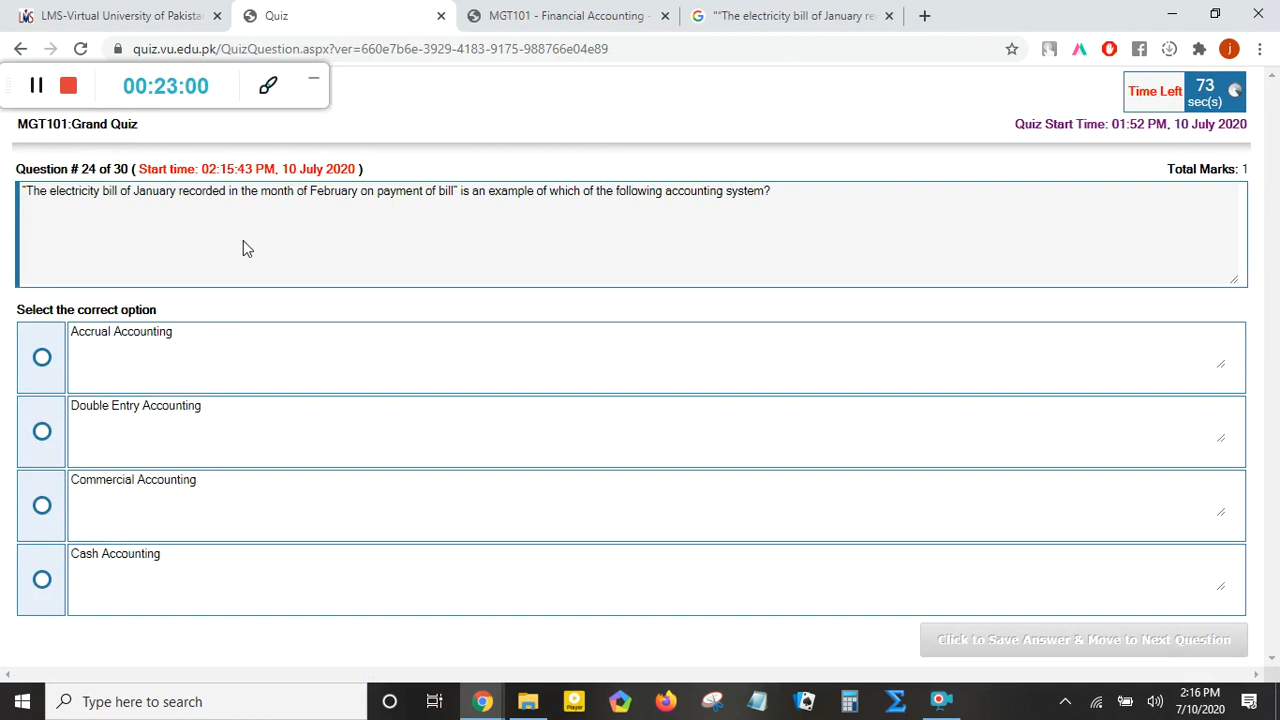 LMS-Virtual University of Pakistan
Quiz
MGT101 - Financial Accounting -
""The electricity bill of January re
quiz.vu.edu.pk/QuizQuestion.aspx?ver=660e7b6e-3929-4183-9175-988766e04e89
j
00:23:00
Time Left
73
sec(s)
MGT101:Grand Quiz
Quiz Start Time: 01:52 PM, 10 July 2020
Question # 24 of 30 ( Start time: 02:15:43 PM, 10 July 2020 )
Total Marks: 1
"The electricity bill of January recorded in the month of February on payment of bill" is an example of which of the following accounting system?
Select the correct option
Accrual Accounting
Double Entry Accounting
Commercial Accounting
Cash Accounting
Click to Save Answer & Move to Next Question
Type here to search
Player
2:16 PM
7/10/2020